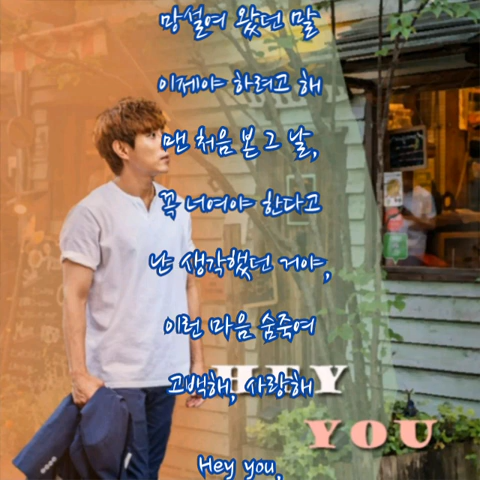 망설여 왔던 말
이제야 하려고 해
맨 처음 본 그 날,
꼭 너여야 한다고
난 생각했던 거야,
이런 마음 숨죽여
고백해, 사랑해
HEY
YOU
Hey you,